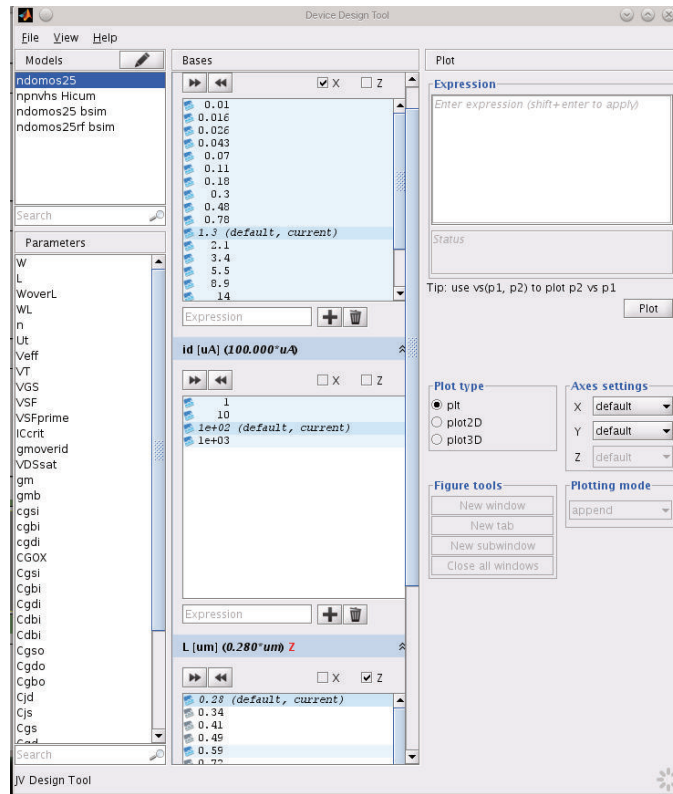 Device Design Tool
File View Help
Models
ndomos25
npnvhs Hicum
ndomos25 bsim
ndomos25rf bsim
Search
Parameters
W
L
WoverL
WL
n
Ut
Veff
VT
VGS
VSF
VSFprime
ICcrit
gmoverid
VDSsat
gm
gmb
cgsi
cgbi
cgdi
CGOX
Cgsi
Cgbi
Cgdi
Cdbi
Cdbi
Cgso
Cgdo
Cgbo
Cjd
Cjs
Cgs
Cgd
Search
JV Design Tool
Bases
X Z
0.01
0.016
0.026
0.043
0.07
0.11
0.18
0.3
0.48
0.78
1.3 (default, current)
2.1
3.4
5.5
8.9
14
Expression
id [uA] (100.000*uA)
X Z
1
10
1e+02 (default, current)
1e+03
Expression
L [um] (0.280*um) Z
X Z
0.28 (default, current)
0.34
0.41
0.49
0.59
0.72
Plot
Expression
Enter expression (shift+enter to apply)
Status
Tip: use vs(p1, p2) to plot p2 vs p1
Plot
Plot type
plt
plot2D
plot3D
Axes settings
X default
Y default
Z default
Figure tools
New window
New tab
New subwindow
Close all windows
Plotting mode
append